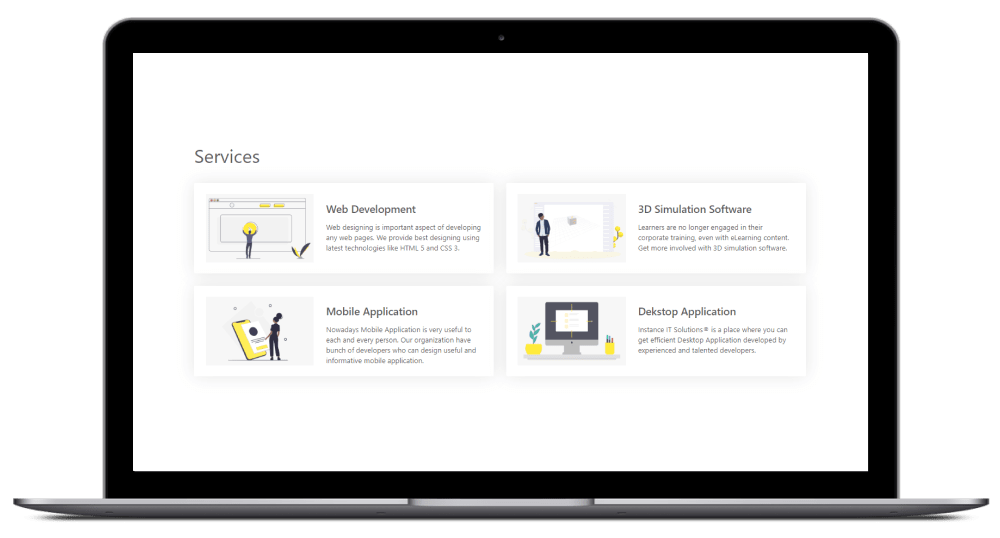 Services
Web Development
Web designing is important aspect of developing
any web pages. We provide best designing using
latest technologies like HTML 5 and CSS 3.
3D Simulation Software
Learners are no longer engaged in their
corporate training, even with eLearning content.
Get more involved with 3D simulation software.
Mobile Application
Nowadays Mobile Application is very useful to
each and every person. Our organization have
bunch of developers who can design useful and
informative mobile application.
Dekstop Application
Instance IT Solutions® is a place where you can
get efficient Desktop Application developed by
experienced and talented developers.